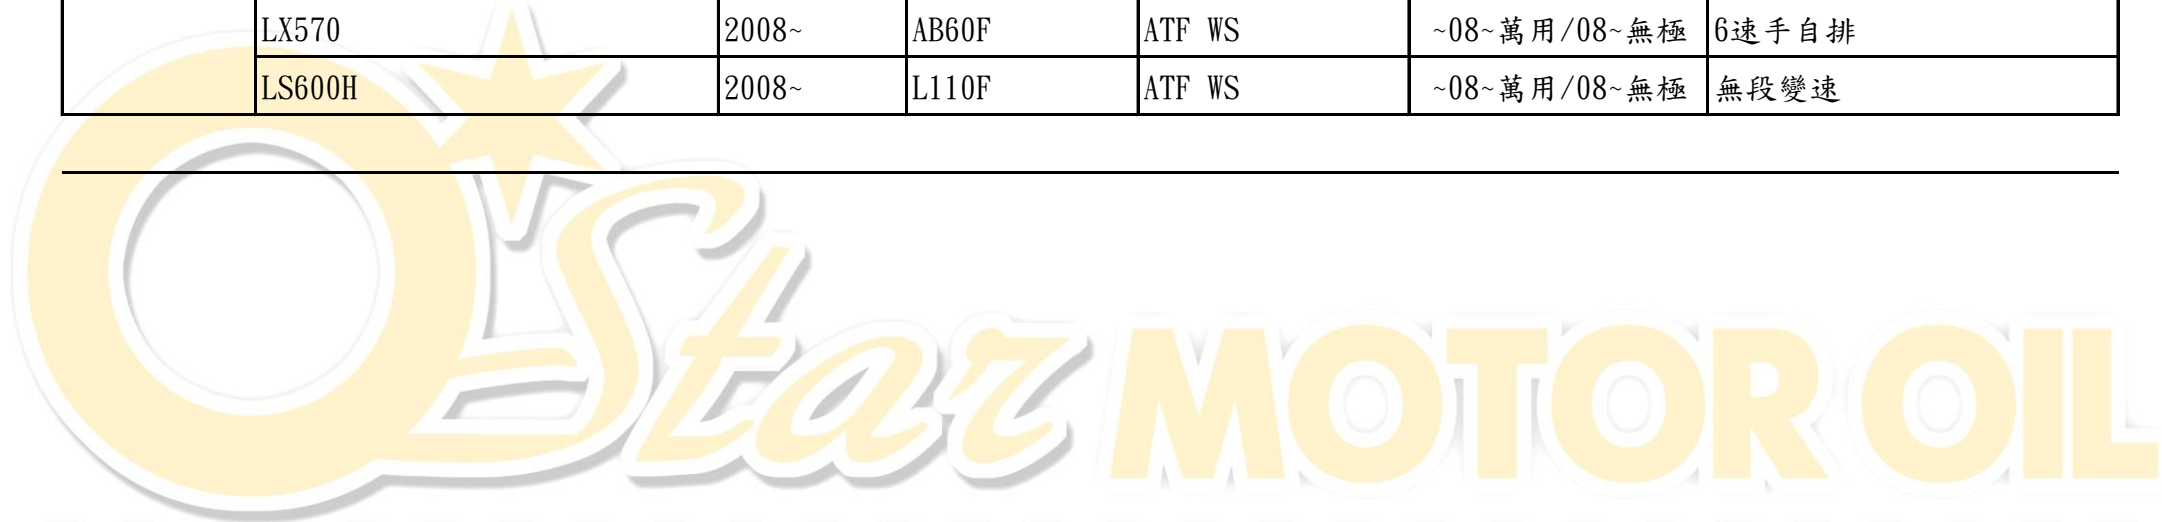 LX570 2008~ AB60F ATF WS ~08~萬用/08~無極 6速手自排
LS600H 2008~ L110F ATF WS ~08~萬用/08~無極 無段變速
O'Star MOTOR OIL